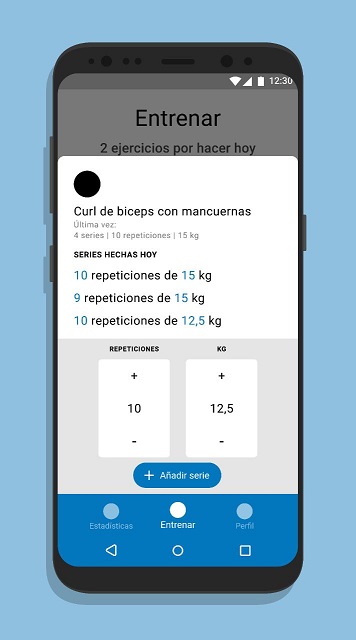 12:30
Entrenar
2 ejercicios por hacer hoy
Curl de biceps con mancuernas
Última vez:
4 series | 10 repeticiones | 15 kg
SERIES HECHAS HOY
10 repeticiones de 15 kg
9 repeticiones de 15 kg
10 repeticiones de 12,5 kg
REPETICIONES KG
+ +
10 12,5
- -
+ Añadir serie
Estadísticas Entrenar Perfil